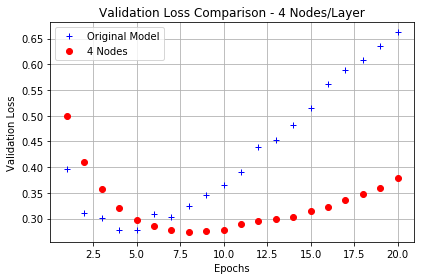 Validation Loss Comparison - 4 Nodes/Layer
Original Model
4 Nodes
Validation Loss
0.65
0.60
0.55
0.50
0.45
0.40
0.35
0.30
2.5 5.0 7.5 10.0 12.5 15.0 17.5 20.0
Epochs